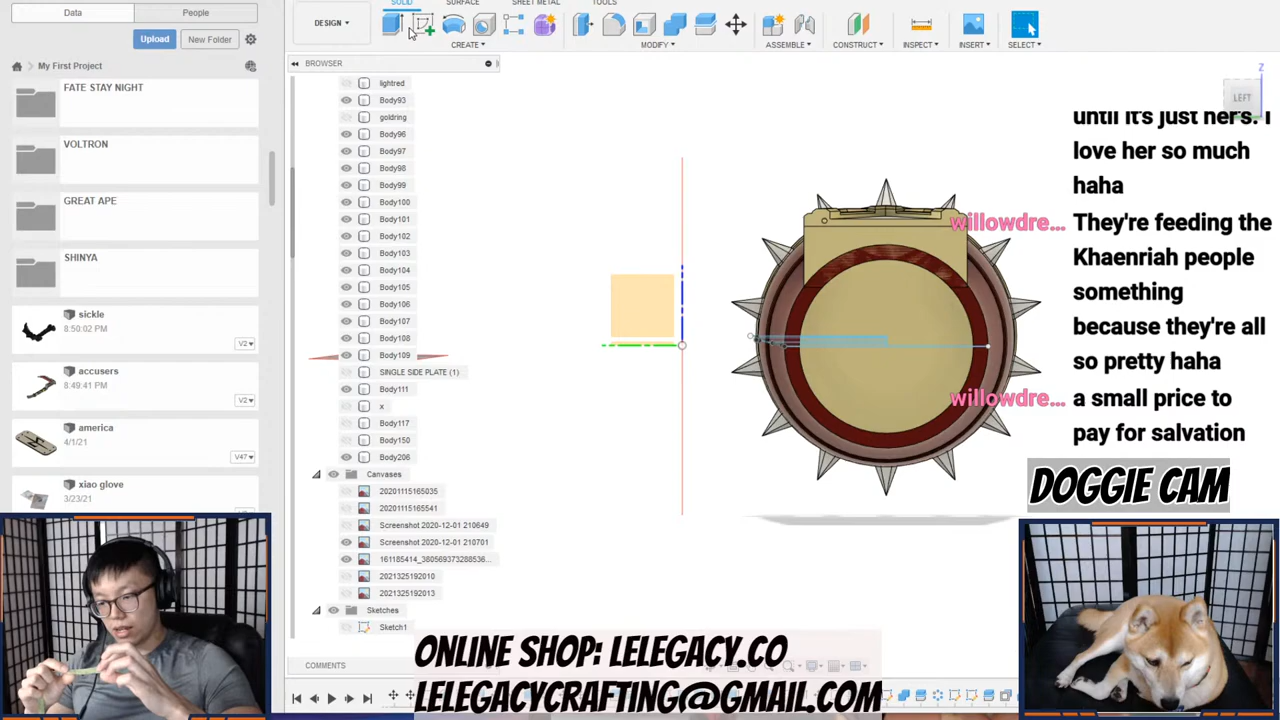 SOLID SURFACE SHEET METAL TOOLS
Data People
DESIGN
CREATE MODIFY ASSEMBLE CONSTRUCT INSPECT INSERT SELECT
Upload New Folder
My First Project
BROWSER
FATE STAY NIGHT
VOLTRON
GREAT APE
SHINYA
sickle
8:50:02 PM
V2
accusers
8:49:41 PM
V2
america
4/1/21
V47
xiao glove
3/23/21
lightred
Body93
goldring
Body96
Body97
Body98
Body99
Body100
Body101
Body102
Body103
Body104
Body105
Body106
Body107
Body108
Body109
SINGLE SIDE PLATE (1)
Body111
x
Body117
Body150
Body206
Canvases
20201115165035
20201115165541
Screenshot 2020-12-01 210649
Screenshot 2020-12-01 210701
161185414_380569373288536...
2021325192010
2021325192013
Sketches
Sketch1
COMMENTS
Z
LEFT
until it's just hers. I
love her so much
haha
willowdre... They're feeding the
Khaenriah people
something
because they're all
so pretty haha
willowdre... a small price to
pay for salvation
DOGGIE CAM
ONLINE SHOP: LELEGACY.CO
LELEGACYCRAFTING@GMAIL.COM